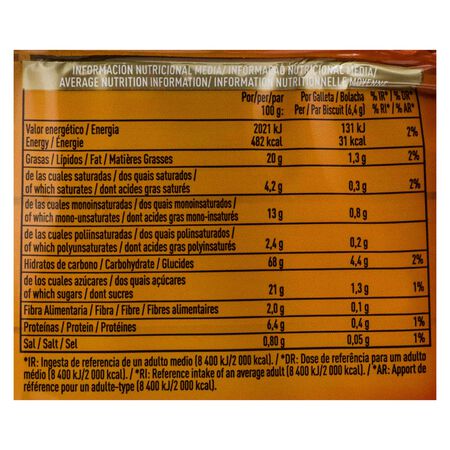 INFORMACIÓN NUTRICIONAL MEDIA/ INFORMAÇÃO NUTRICIONAL MEDIA/
AVERAGE NUTRITION INFORMATION/ INFORMATION NUTRITIONNELLE MOYENNE
Por/per/par 100 g: Por Galleta / Bolacha Per / Par Biscuit (6,4 g) % IR* / % DR* % RI* / % AR*
Valor energético / Energia 2021 kJ 131 kJ 2%
Energy / Énergie 482 kcal 31 kcal
Grasas / Lípidos / Fat / Matières Grasses 20 g 1,3 g 2%
de las cuales saturadas / dos quais saturados /
of which saturates / dont acides gras saturés 4,2 g 0,3 g 2%
de las cuales monoinsaturadas / dos quais monoinsaturados /
of which mono-unsaturates / dont acides gras mono-insaturés 13 g 0,8 g
de las cuales poliinsaturadas / dos quais polinsaturados /
of which polyunsaturates / dont acides gras polyinsaturés 2,4 g 0,2 g
Hidratos de carbono / Carbohydrate / Glucides 68 g 4,4 g 2%
de los cuales azúcares / dos quais açúcares
of which sugars / dont sucres 21 g 1,3 g 1%
Fibra Alimentaria / Fibra / Fibre / Fibres alimentaires 2,0 g 0,1 g
Proteínas / Protein / Protéines 6,4 g 0,4 g 1%
Sal / Salt / Sel 0,80 g 0,05 g 1%
*IR: Ingesta de referencia de un adulto medio (8 400 kJ/2 000 kcal). / *DR: Dose de referência para um adulto
médio (8 400 kJ/2 000 kcal). / *RI: Reference intake of an average adult (8 400 kJ/2 000 kcal). / *AR: Apport de
référence pour un adulte-type (8 400 kJ/2 000 kcal).